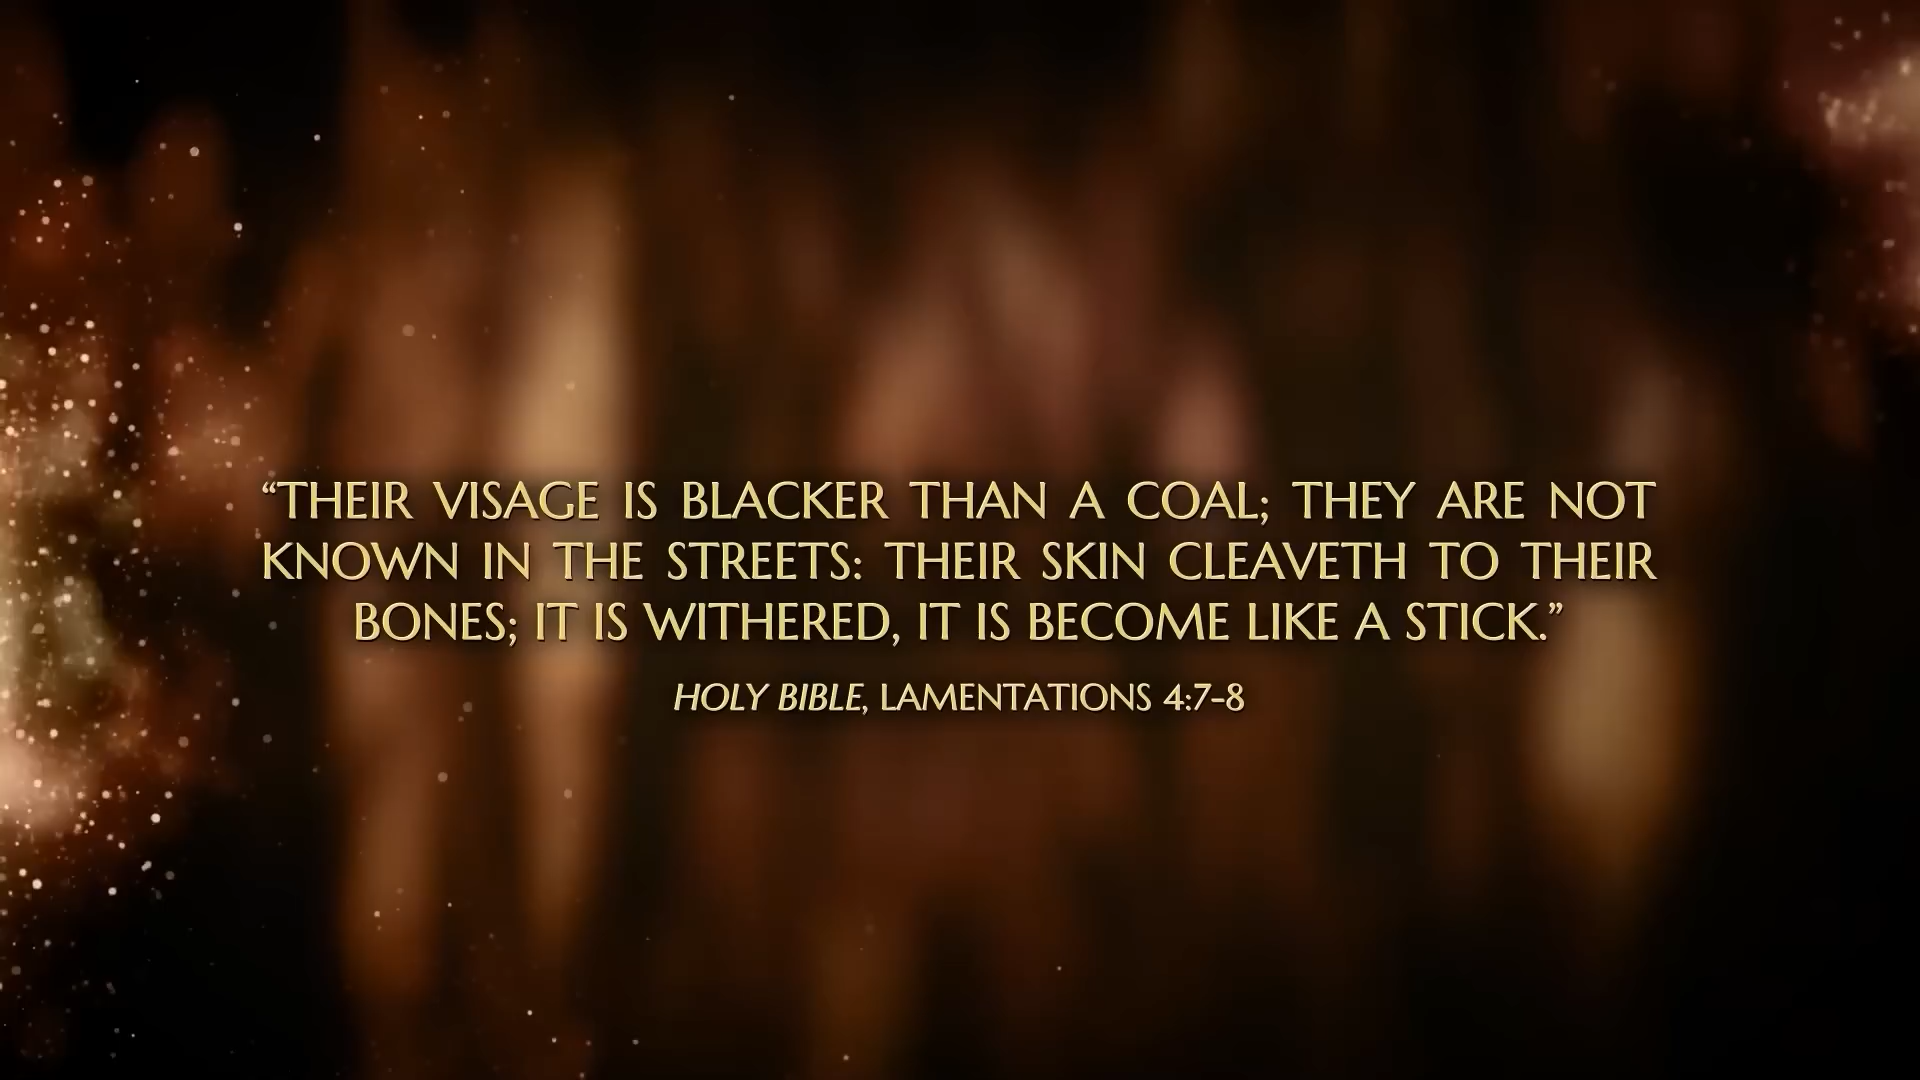 “THEIR VISAGE IS BLACKER THAN A COAL; THEY ARE NOT
KNOWN IN THE STREETS: THEIR SKIN CLEAVETH TO THEIR
BONES; IT IS WITHERED, IT IS BECOME LIKE A STICK.”
HOLY BIBLE, LAMENTATIONS 4:7-8